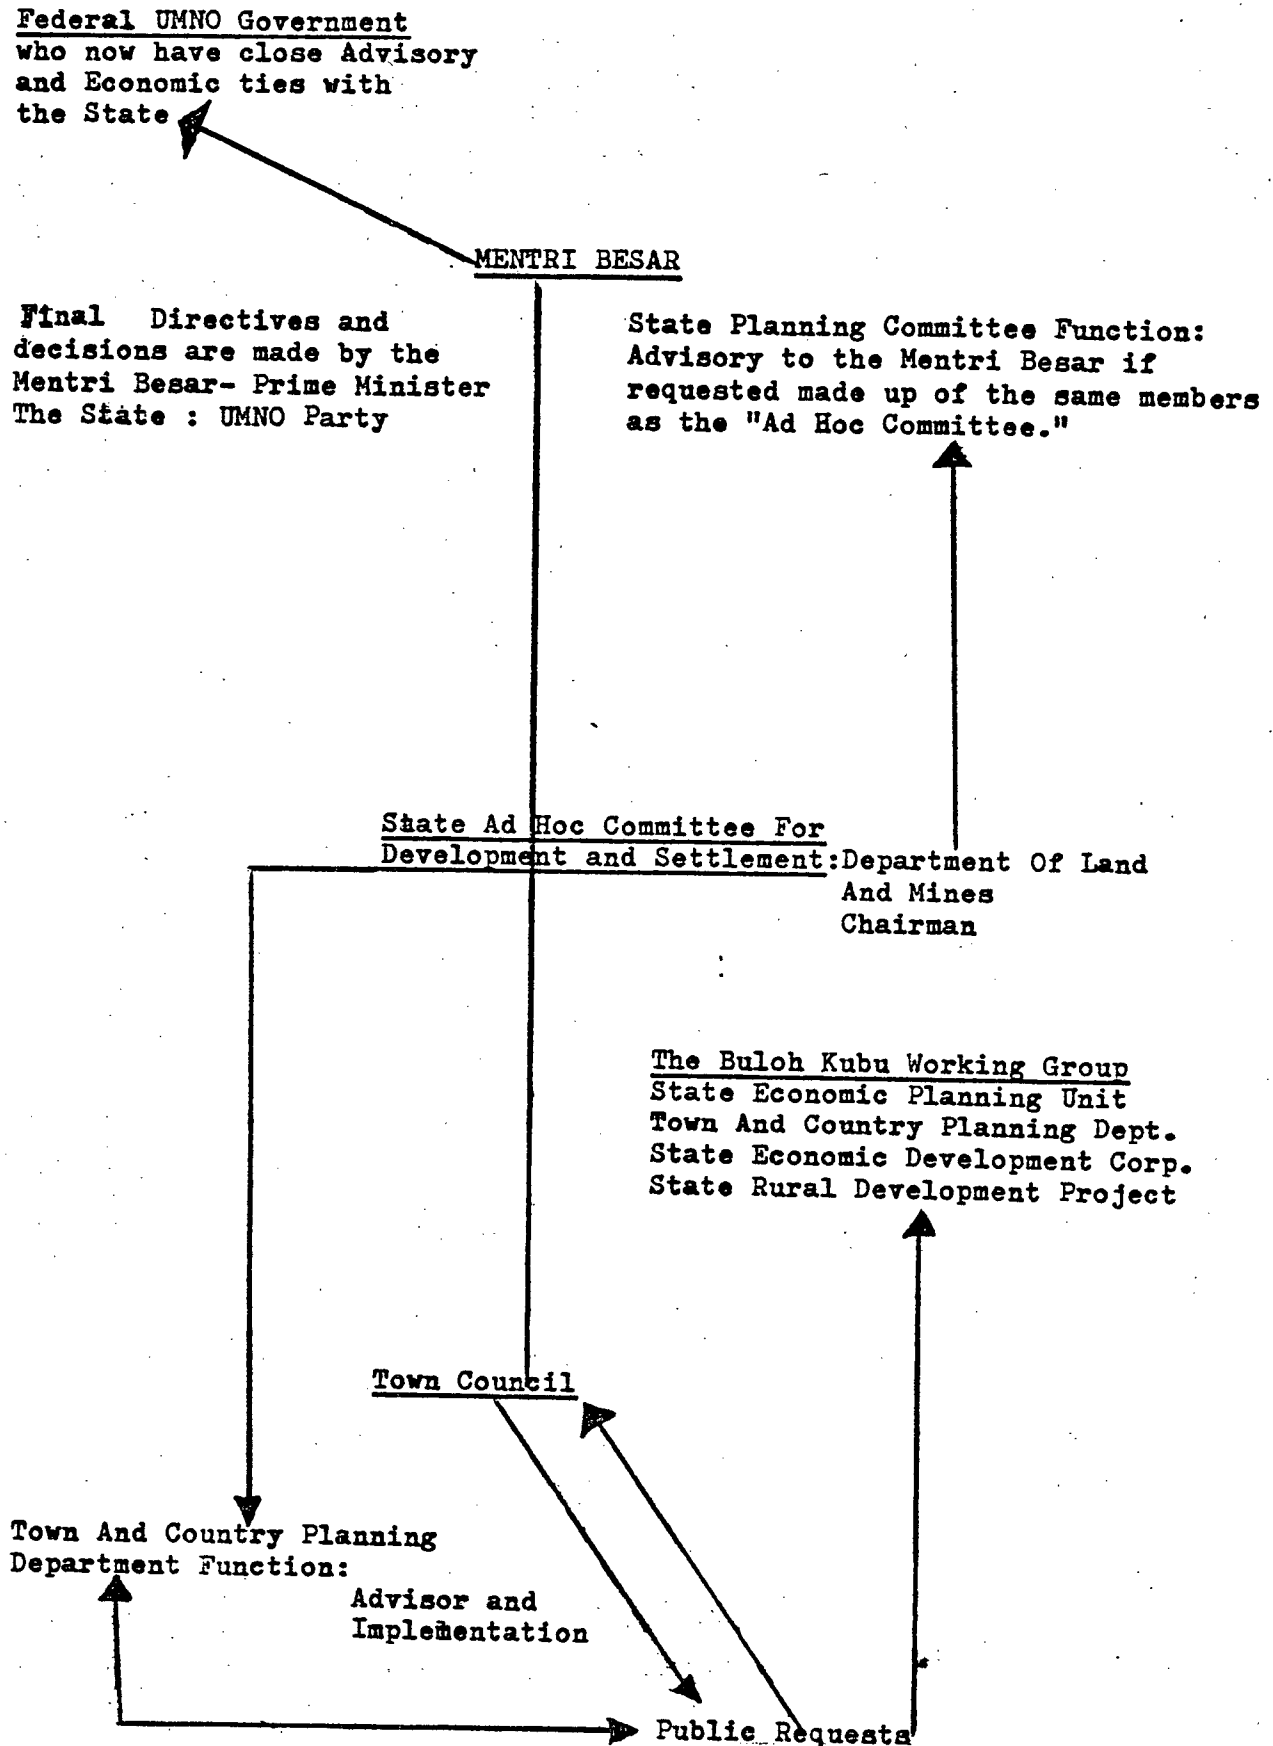 Federal UMNO Government
who now have close Advisory
and Economic ties with
the State
MENTRI BESAR
Final Directives and
decisions are made by the
Mentri Besar- Prime Minister
The State : UMNO Party
State Planning Committee Function:
Advisory to the Mentri Besar if
requested made up of the same members
as the "Ad Hoc Committee."
State Ad Hoc Committee For
Development and Settlement:Department Of Land
And Mines
Chairman
The Buloh Kubu Working Group
State Economic Planning Unit
Town And Country Planning Dept.
State Economic Development Corp.
State Rural Development Project
Town Council
Town And Country Planning
Department Function:
Advisor and
Implementation
Public Requests